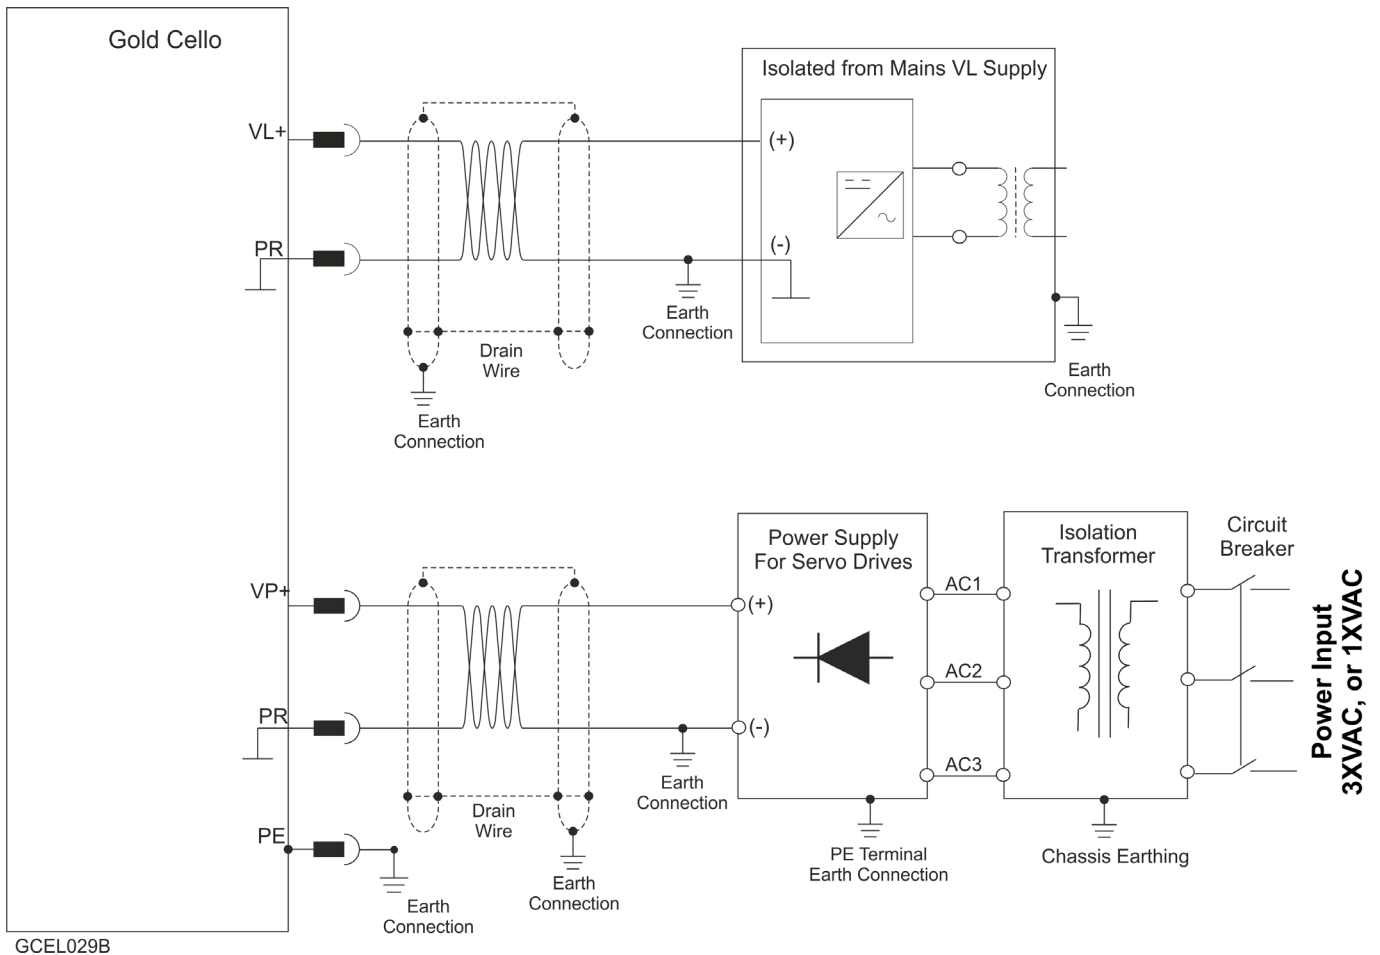 Gold Cello
Isolated from Mains VL Supply
VL+
(+)
PR
(-)
Earth
Connection
Drain
Wire
Earth
Connection
Earth
Connection
Power Supply
For Servo Drives
Isolation
Transformer
Circuit
Breaker
VP+
(+)
AC1
AC2
AC3
Power Input
3XVAC, or 1XVAC
PR
(-)
Earth
Connection
Drain
Wire
PE
PE Terminal
Earth Connection
Chassis Earthing
Earth
Connection
Earth
Connection
GCEL029B